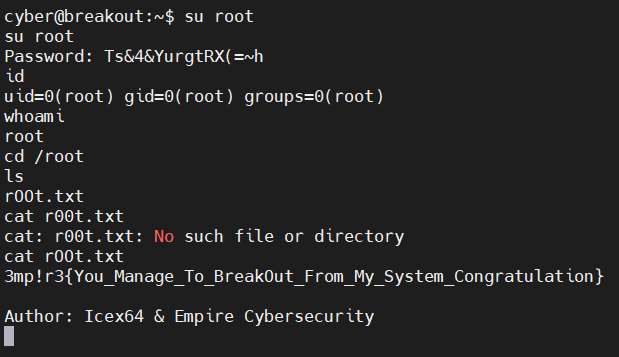 cyber@breakout:~$ su root
su root
Password: Ts&4&YurgtRX(=~h
id
uid=0(root) gid=0(root) groups=0(root)
whoami
root
cd /root
ls
rOOt.txt
cat r00t.txt
cat: r00t.txt: No such file or directory
cat rOOt.txt
3mp!r3{You_Manage_To_BreakOut_From_My_System_Congratulation}
Author: Icex64 & Empire Cybersecurity